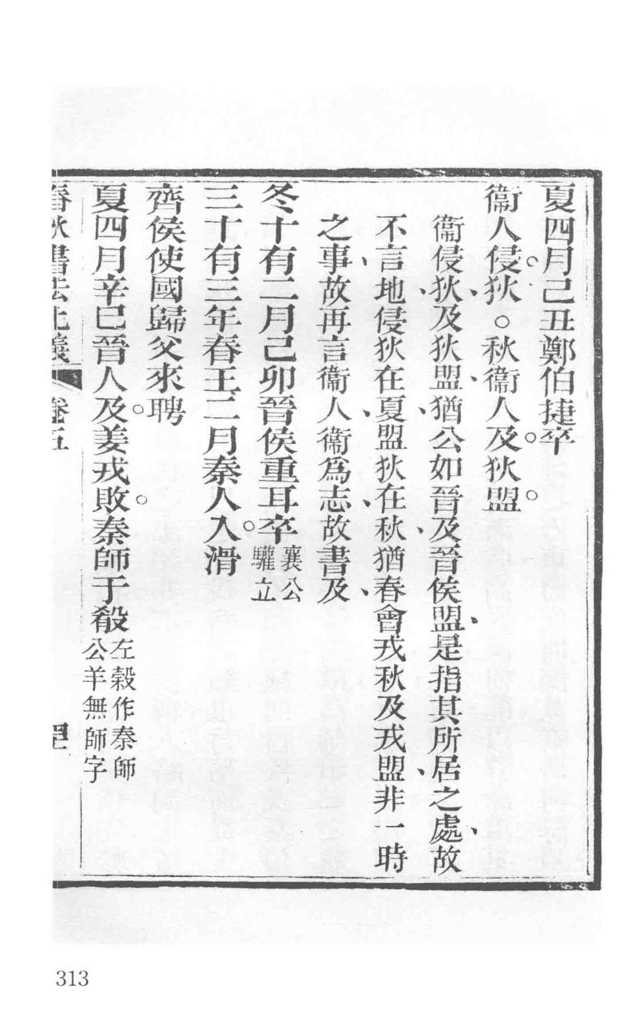 夏四月己丑鄭伯捷卒
衞人侵狄。秋衞人及狄盟
衞侵狄及狄盟猶公如晉及晉侯盟是指其所居之處故
不言地侵狄在夏盟狄在秋猶春會戎秋及戎盟非一時
之事故再言衞人衞爲志故書及
冬十有二月己卯晉侯重耳卒襄公
驩立
三十有三年春王二月秦人入滑
齊侯使國歸父來聘
夏四月辛巳晉人及姜戎敗秦師于殽左穀作秦師
公羊無師字
春秋書法比義
卷五
313